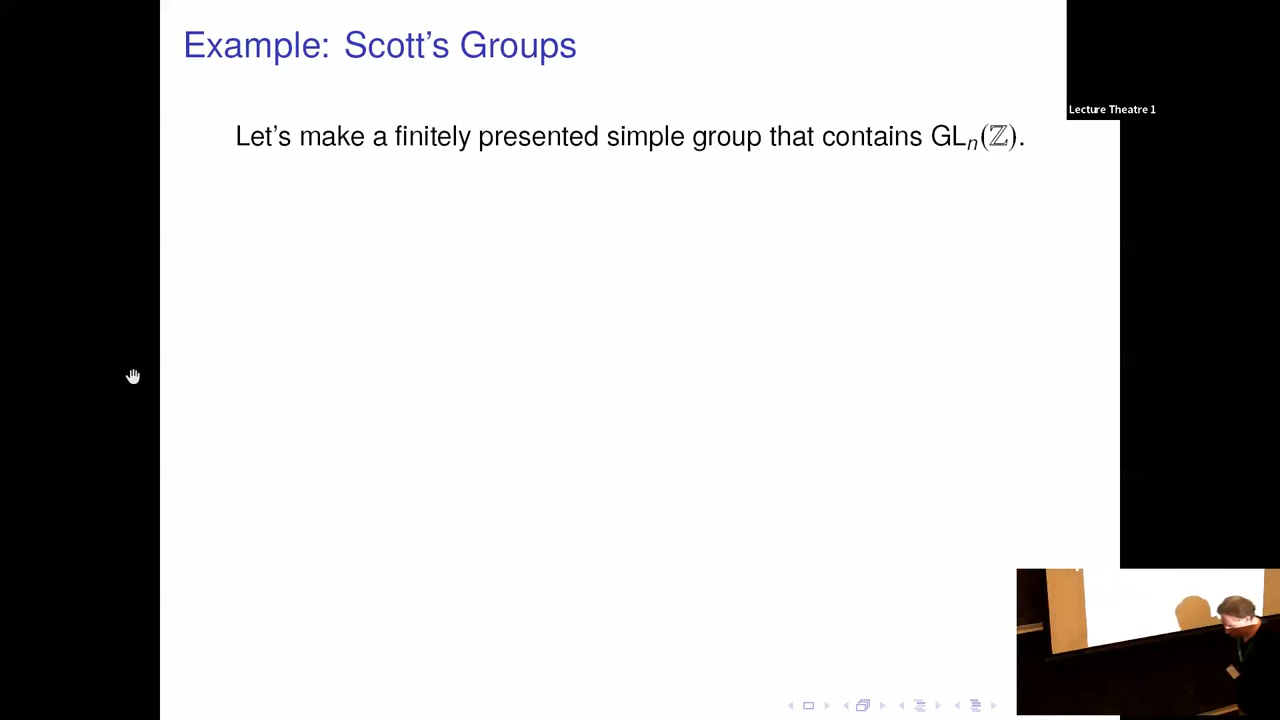 Example: Scott's Groups
Lecture Theatre 1
Let's make a finitely presented simple group that contains GLₙ(ℤ).